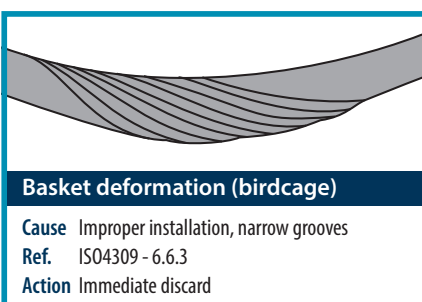 Basket deformation (birdcage)
Cause Improper installation, narrow grooves
Ref. ISO4309 - 6.6.3
Action Immediate discard